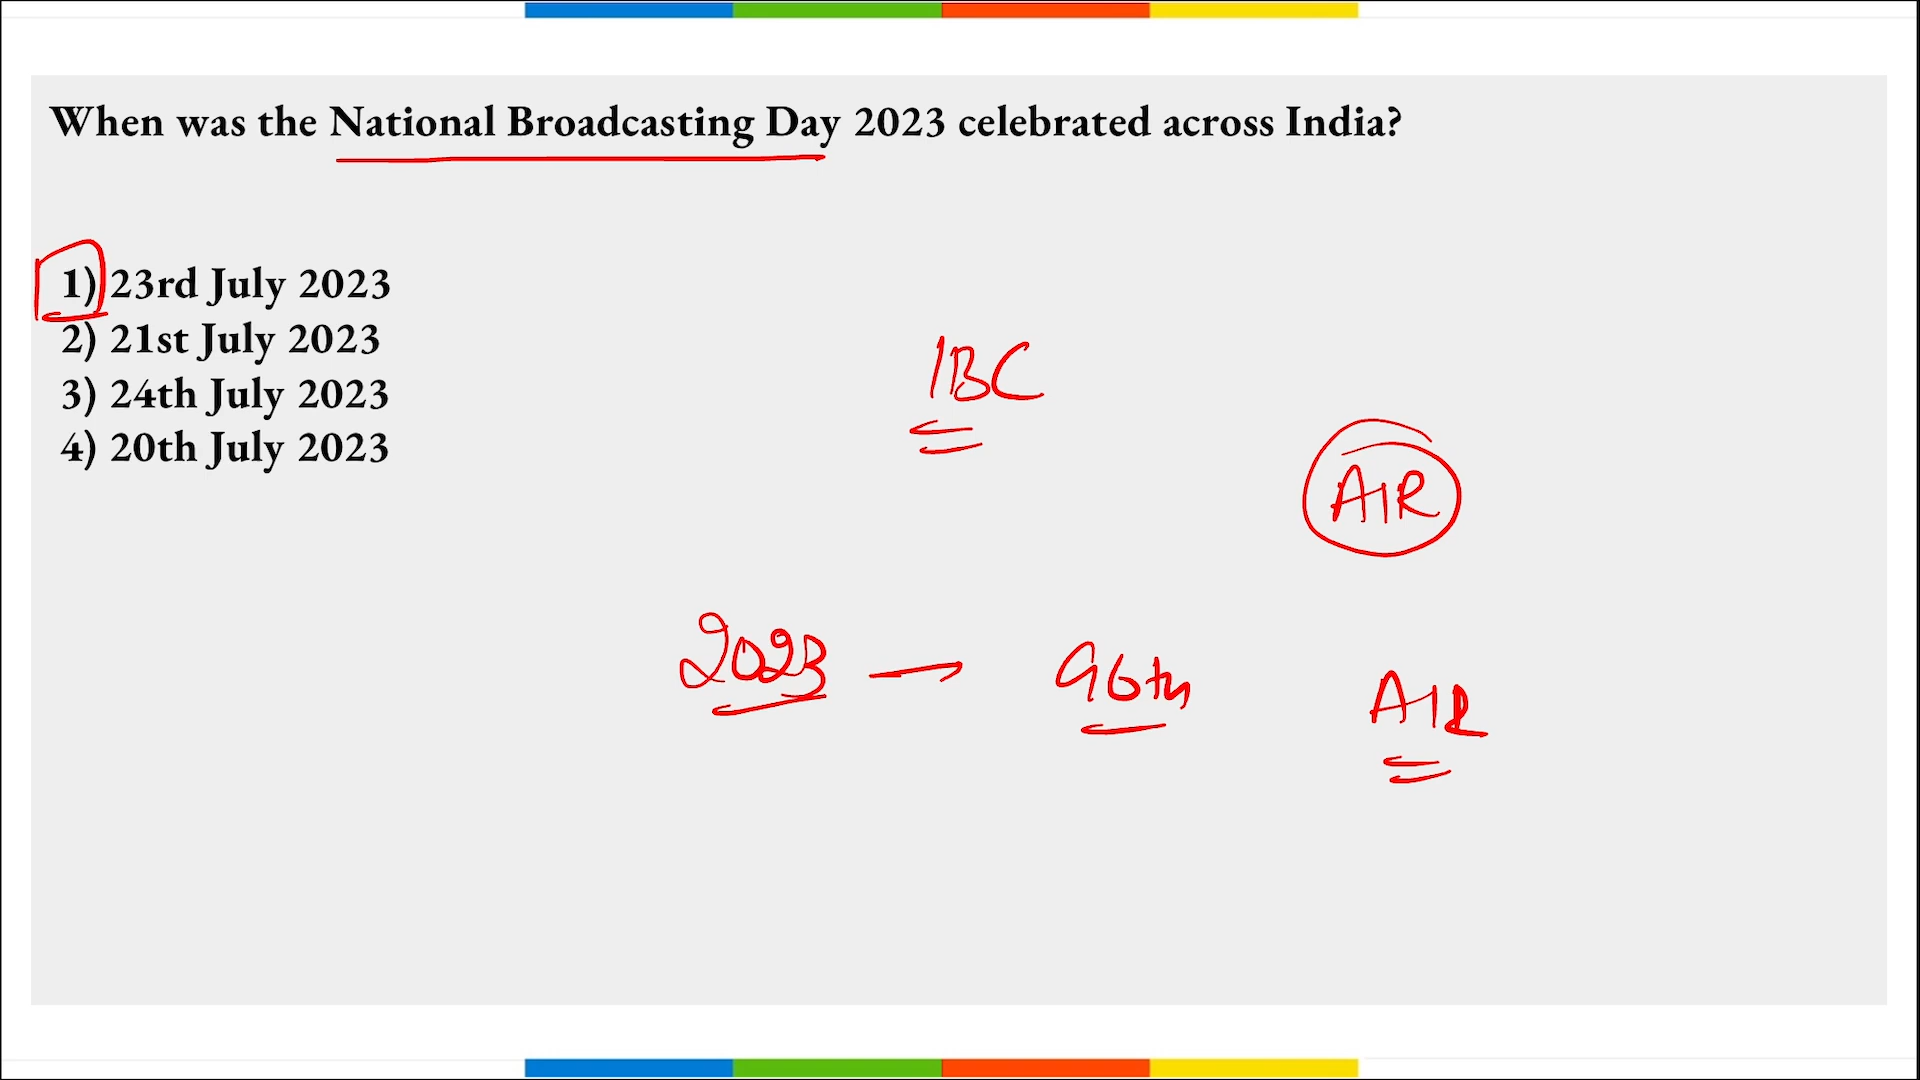 When was the National Broadcasting Day 2023 celebrated across India?
1) 23rd July 2023
2) 21st July 2023
3) 24th July 2023
4) 20th July 2023
IBC
AIR
2023 → 96th AIR